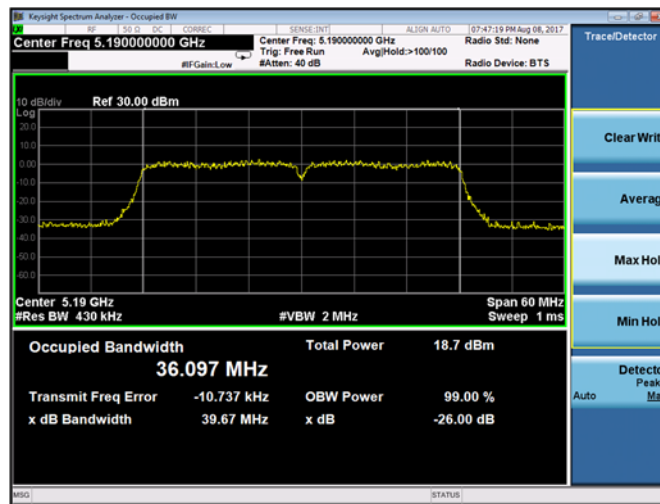 Keysight Spectrum Analyzer - Occupied BW
RF 50 Ω DC CORREC SENSE:INT ALIGN AUTO 07:47:19 PM Aug 08, 2017
Center Freq 5.190000000 GHz Center Freq: 5.190000000 GHz Radio Std: None
Trig: Free Run Avg|Hold:>100/100
#IFGain:Low #Atten: 40 dB Radio Device: BTS
Trace/Detector
10 dB/div Ref 30.00 dBm
Log
20.0
10.0
0.00
-10.0
-20.0
-30.0
-40.0
-50.0
-60.0
Center 5.19 GHz Span 60 MHz
#Res BW 430 kHz #VBW 2 MHz Sweep 1 ms
Occupied Bandwidth Total Power 18.7 dBm
36.097 MHz
Transmit Freq Error -10.737 kHz OBW Power 99.00 %
x dB Bandwidth 39.67 MHz x dB -26.00 dB
Clear Writ
Averag
Max Hol
Min Hol
Detecto
Peak
Auto Ma
MSG STATUS